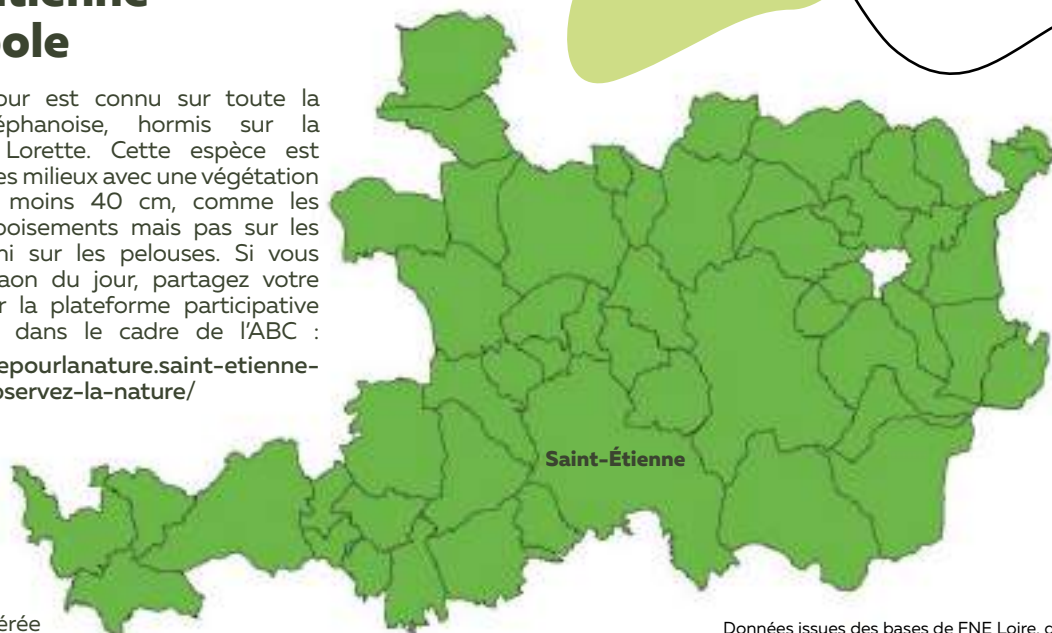 ole
our est connu sur toute la
éphanoise, hormis sur la
Lorette. Cette espèce est
es milieux avec une végétation
moins 40 cm, comme les
boisements mais pas sur les
ni sur les pelouses. Si vous
aon du jour, partagez votre
r la plateforme participative
dans le cadre de l'ABC :
epourlanature.saint-etienne-
oservez-la-nature/
Saint-Étienne
érée
Données issues des bases de FNE Loire, d